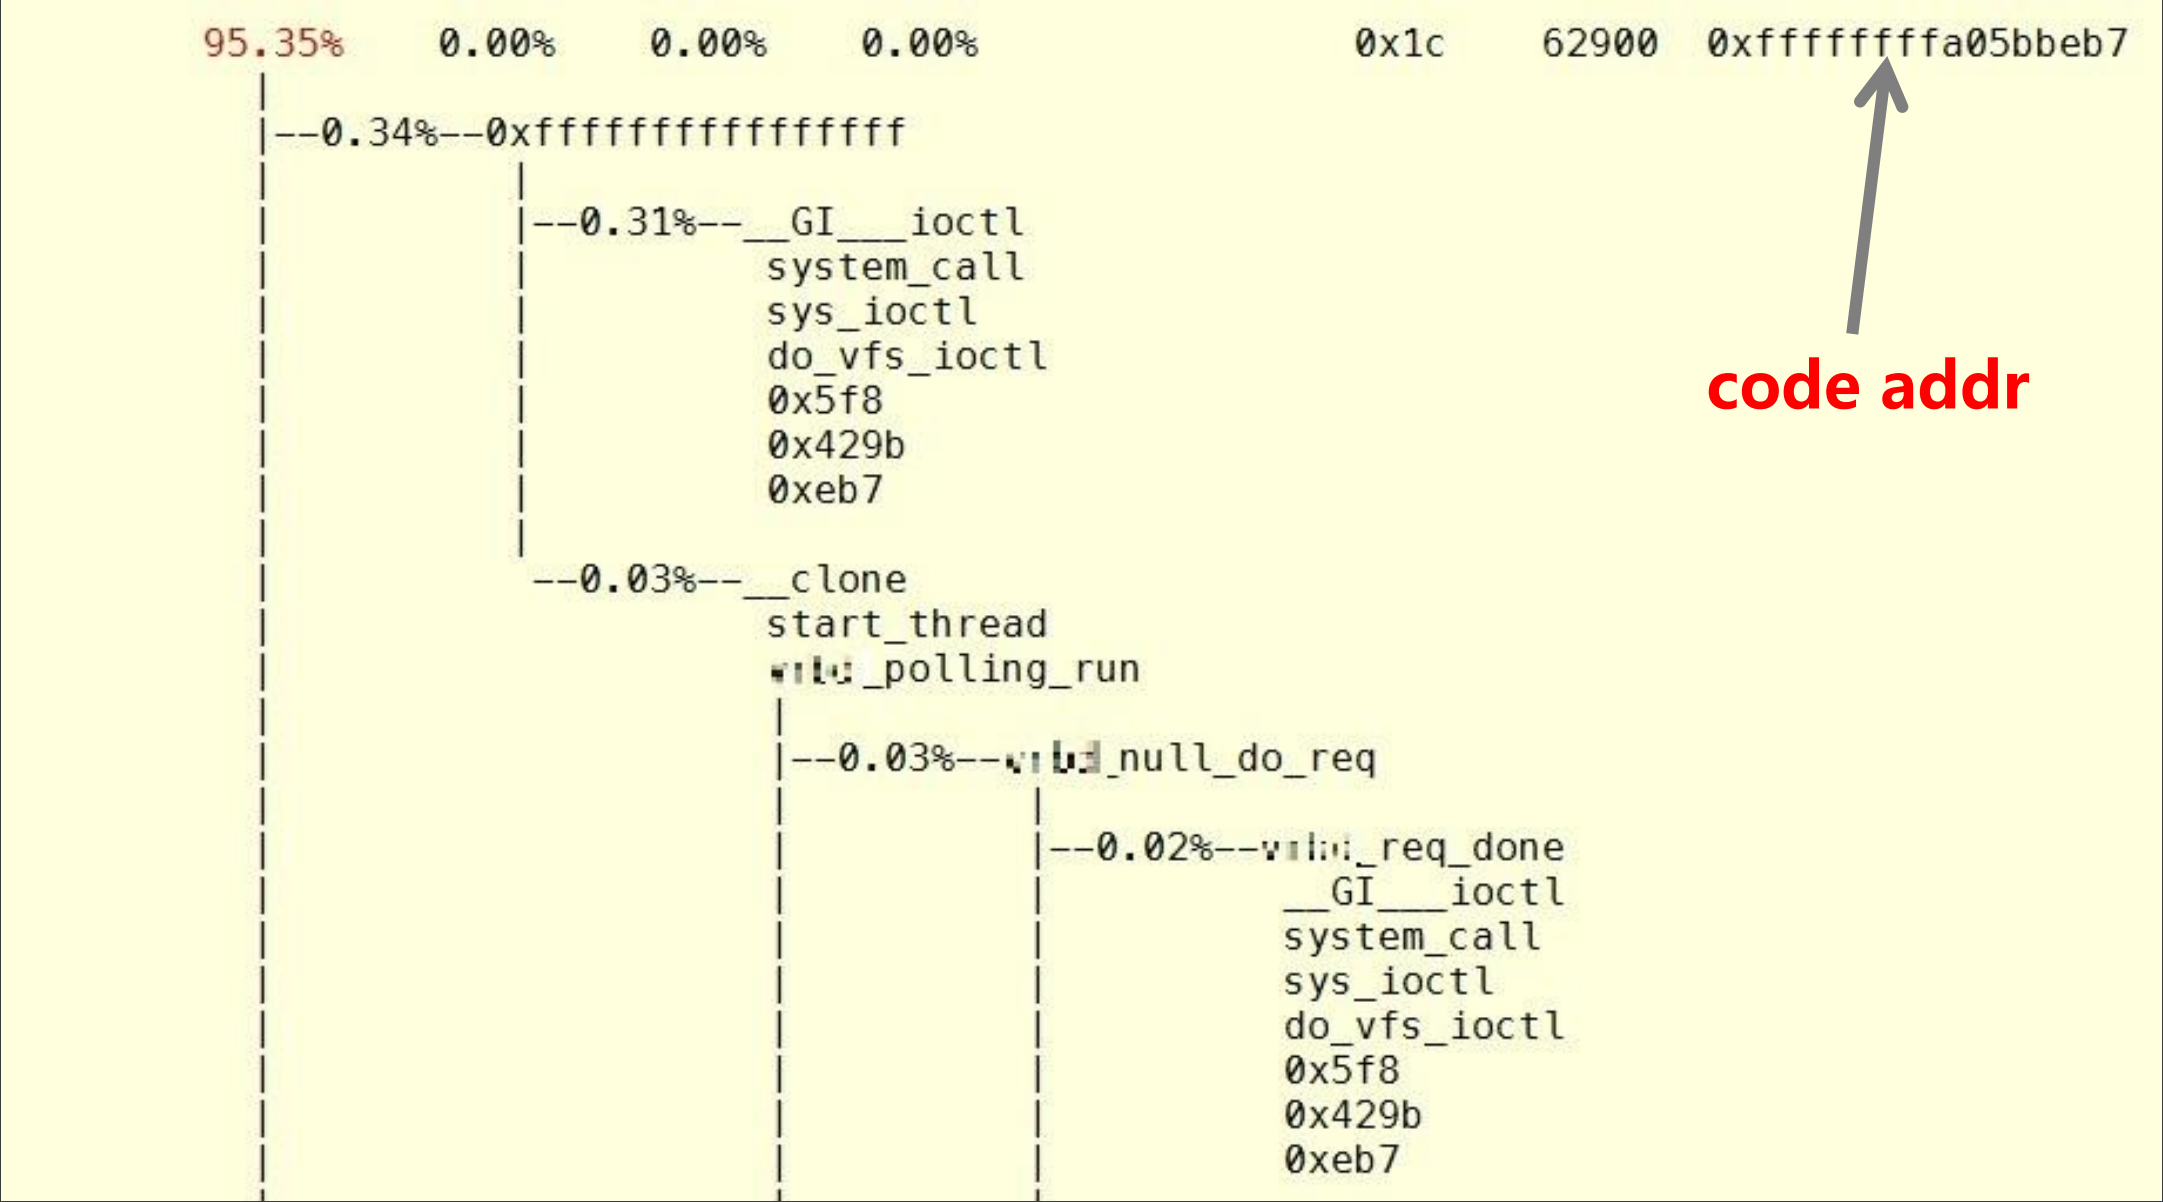 95.35% 0.00% 0.00% 0.00% 0x1c 62900 0xffffffffa05bbeb7
|
|--0.34%--0xffffffffffffffff
| |
| |--0.31%--__GI___ioctl
| | system_call
| | sys_ioctl
| | do_vfs_ioctl
| | 0x5f8
| | 0x429b
| | 0xeb7
| |
| --0.03%--__clone
| start_thread
| _polling_run
| |
| |--0.03%--_null_do_req
| | |
| | |--0.02%--_req_done
| | | __GI___ioctl
| | | system_call
| | | sys_ioctl
| | | do_vfs_ioctl
| | | 0x5f8
| | | 0x429b
| | | 0xeb7
code addr